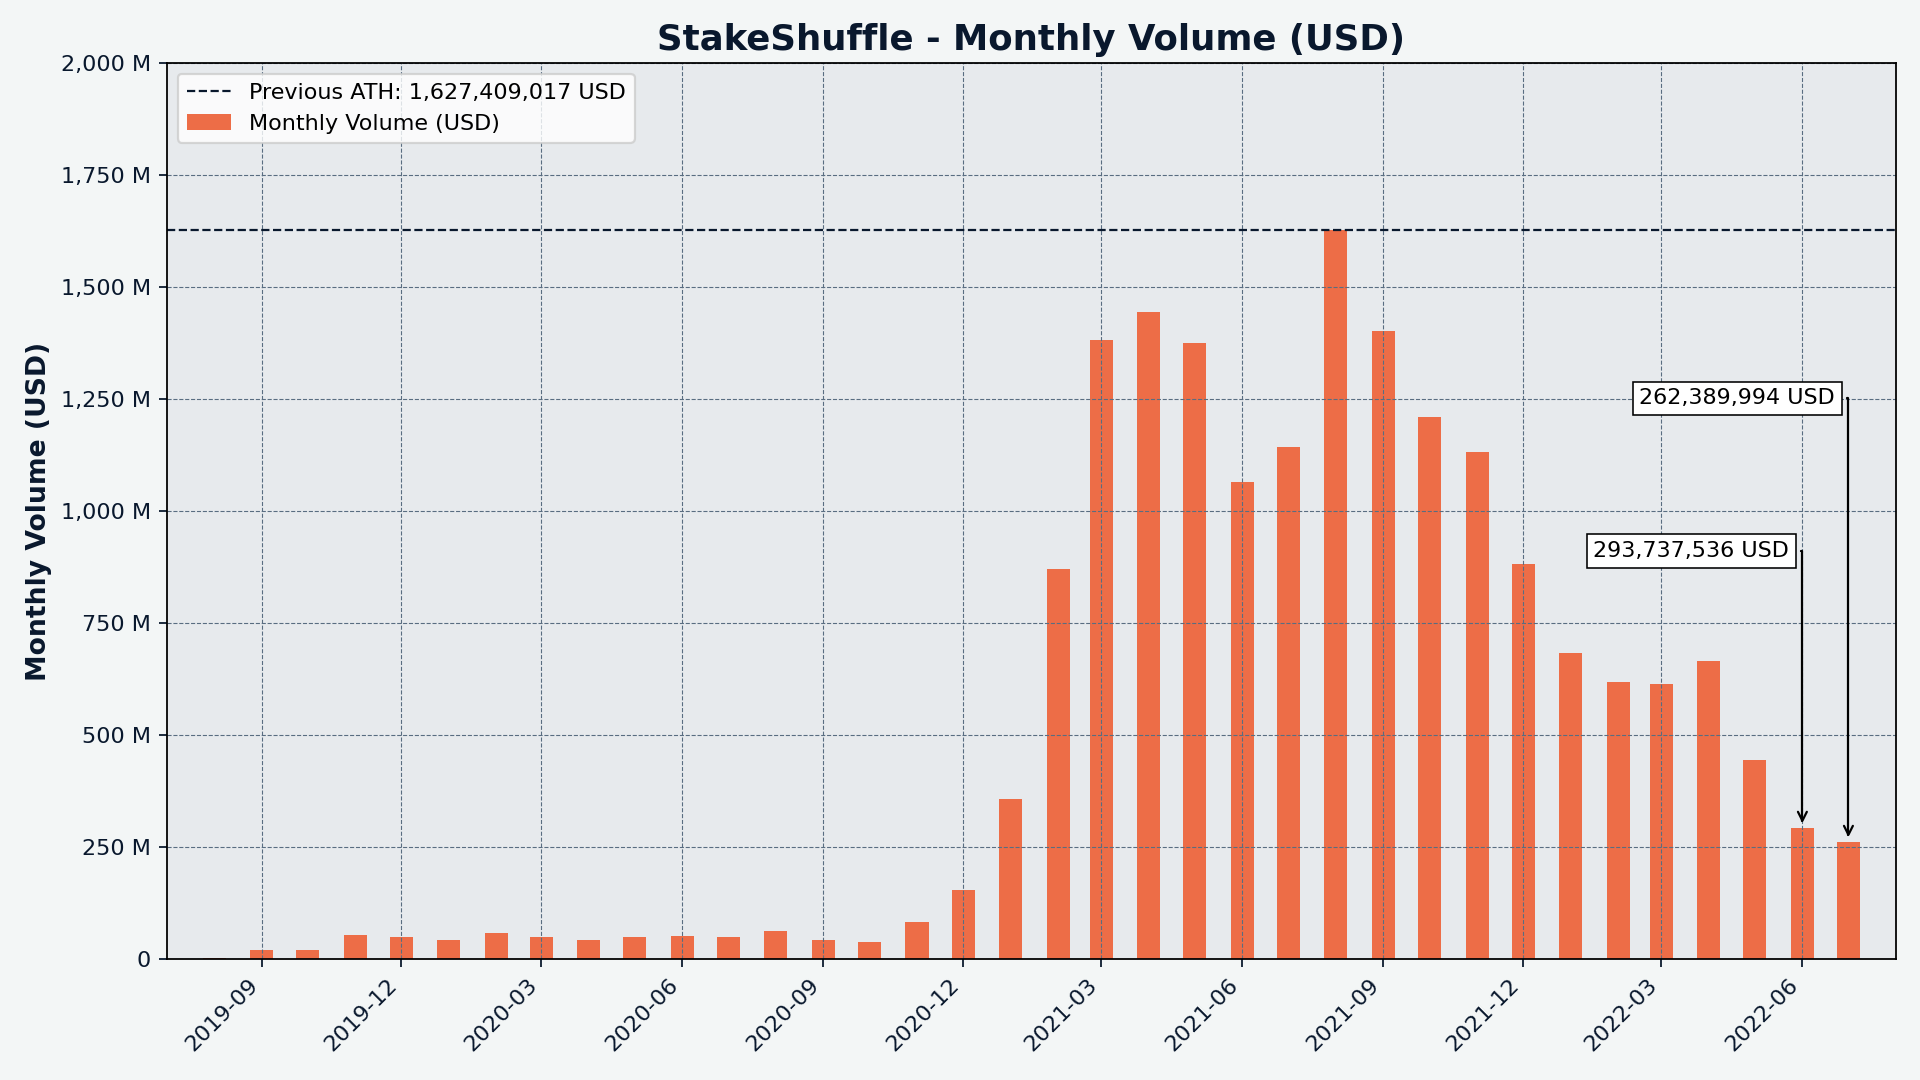 StakeShuffle - Monthly Volume (USD)
Previous ATH: 1,627,409,017 USD
Monthly Volume (USD)
Monthly Volume (USD)
2,000 M
1,750 M
1,500 M
1,250 M
1,000 M
750 M
500 M
250 M
0
262,389,994 USD
293,737,536 USD
2019-09
2019-12
2020-03
2020-06
2020-09
2020-12
2021-03
2021-06
2021-09
2021-12
2022-03
2022-06